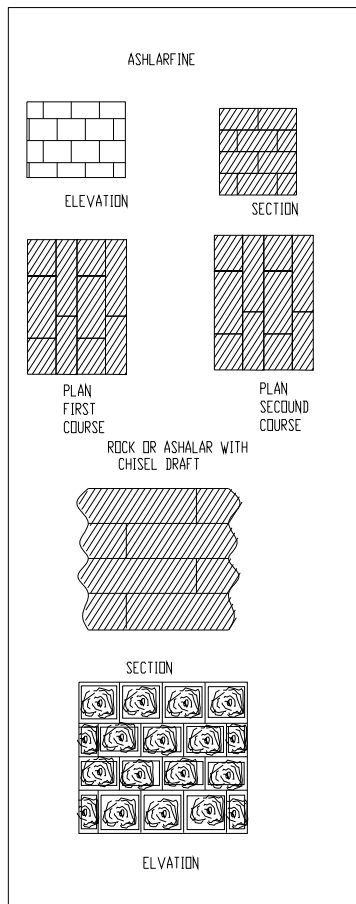 ASHLARFINE
ELEVATION
SECTION
PLAN
FIRST
COURSE
PLAN
SECOUND
COURSE
ROCK OR ASHALAR WITH
CHISEL DRAFT
SECTION
ELVATION